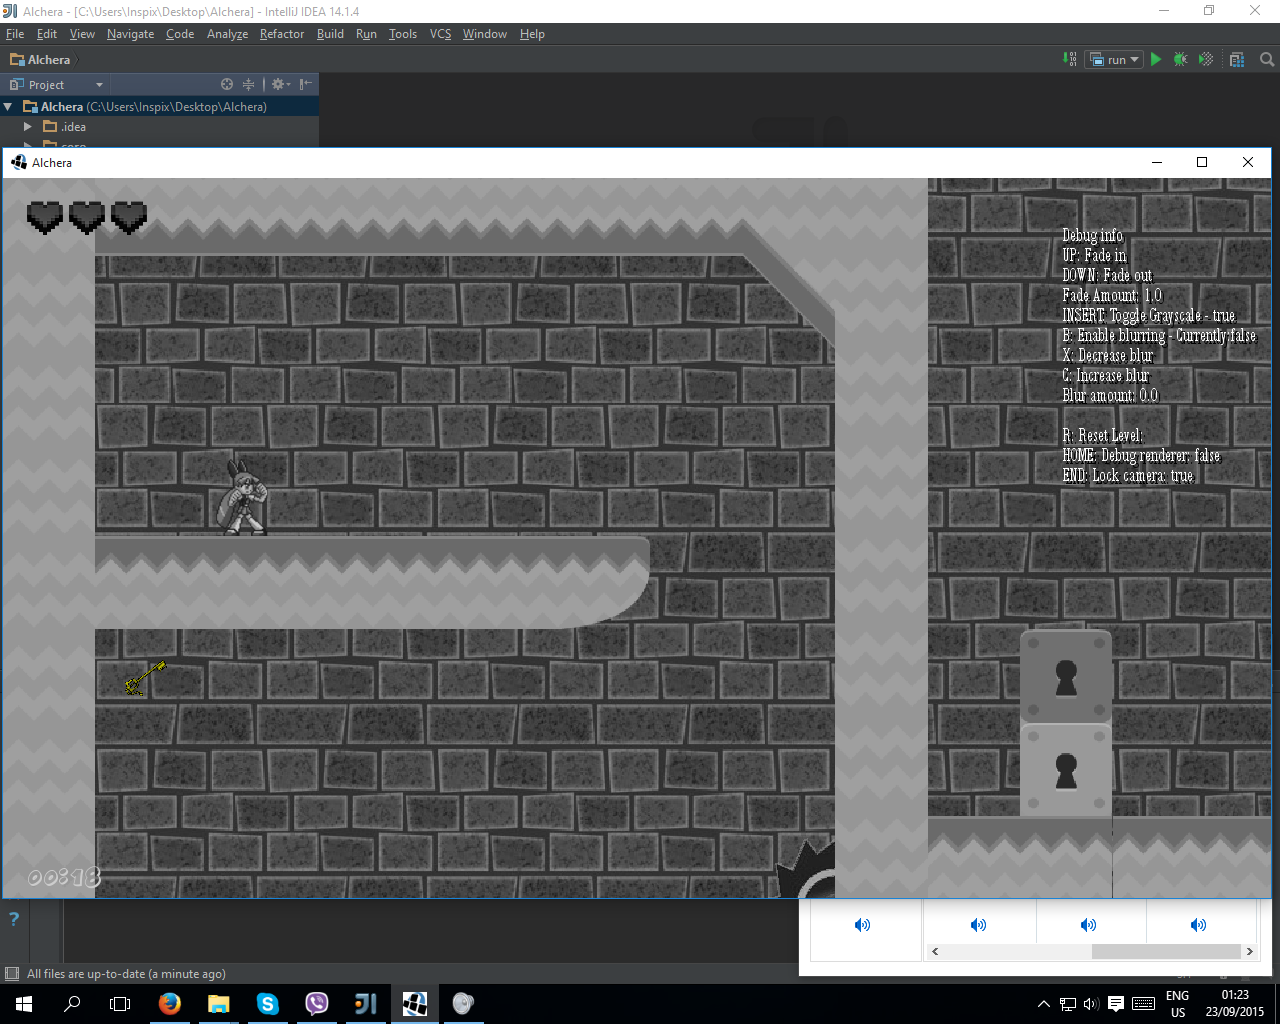 Alchera - [C:\Users\Inspix\Desktop\Alchera] - IntelliJ IDEA 14.1.4
File Edit View Navigate Code Analyze Refactor Build Run Tools VCS Window Help
Alchera
run
Project
Alchera (C:\Users\Inspix\Desktop\Alchera)
.idea
Alchera
Debug info
UP: Fade in
DOWN: Fade out
Fade Amount: 1.0
INSERT: Toggle Grayscale - true
B: Enable blurring - Currently:false
X: Decrease blur
C: Increase blur
Blur amount: 0.0
R: Reset Level:
HOME: Debug renderer: false
END: Lock camera: true
00:18
?
All files are up-to-date (a minute ago)
ENG
US
01:23
23/09/2015